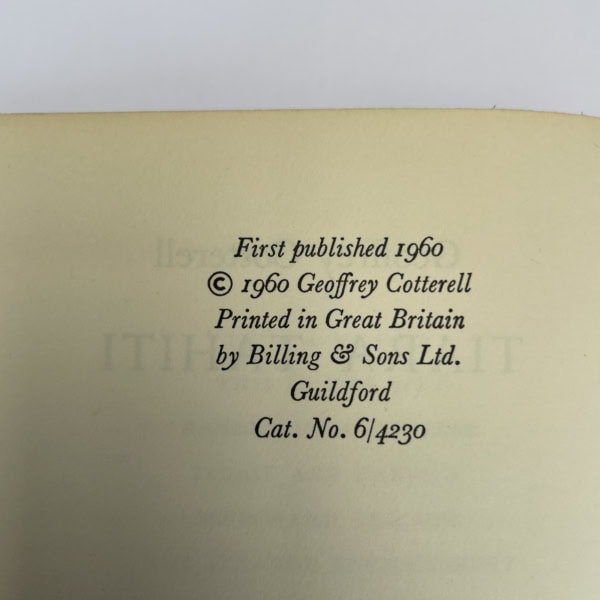 First published 1960
© 1960 Geoffrey Cotterell
Printed in Great Britain
by Billing & Sons Ltd.
Guildford
Cat. No. 6/4230